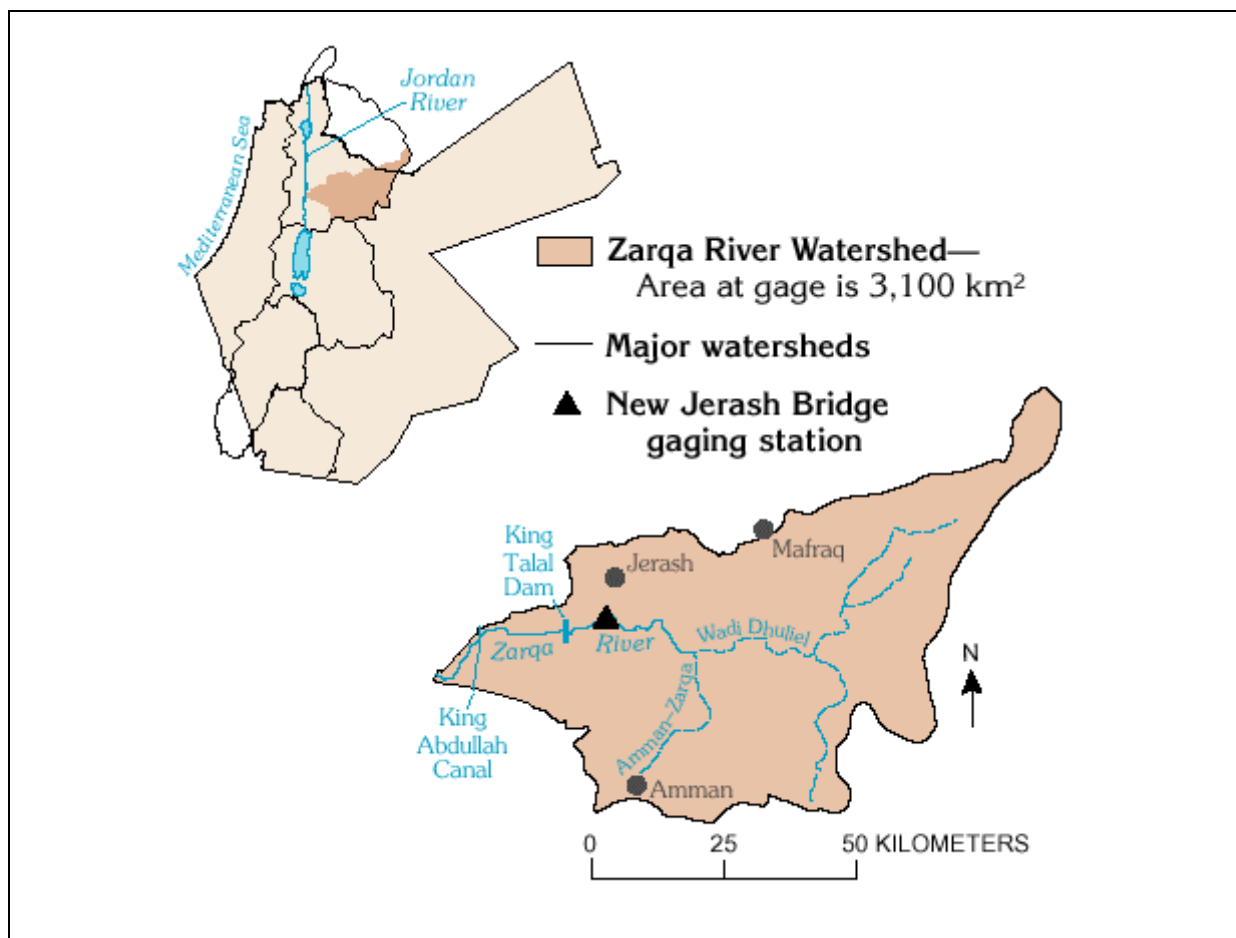 Jordan
River
Mediterranean Sea
Zarqa River Watershed—
Area at gage is 3,100 km²
Major watersheds
New Jerash Bridge
gaging station
King
Talal
Dam
Jerash
Mafraq
Zarqa River
Wadi Dhuliel
Amman–Zarqa
King
Abdullah
Canal
Amman
N
0 25 50 KILOMETERS